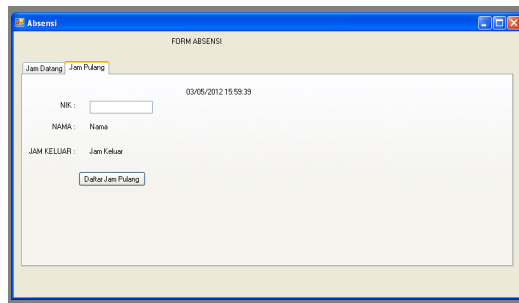 Absensi
FORM ABSENSI
Jam Datang Jam Pulang
03/05/2012 15:59:39
NIK :
NAMA : Nama
JAM KELUAR : Jam Keluar
Daftar Jam Pulang